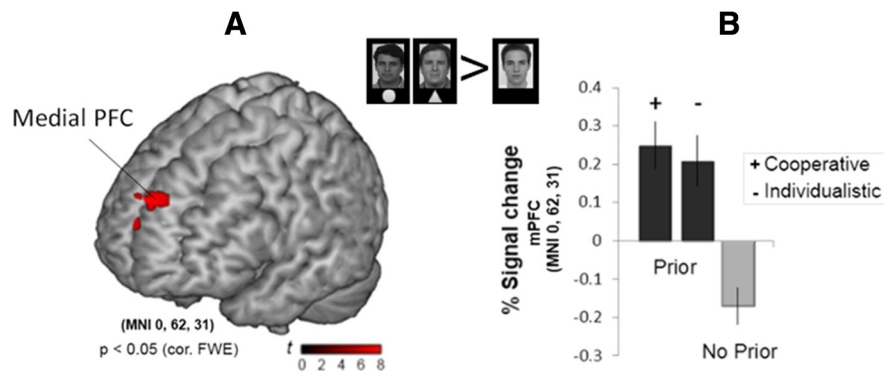 A
Medial PFC
(MNI 0, 62, 31)
p < 0.05 (cor. FWE)
t
0 2 4 6 8
>
B
% Signal change
mPFC
(MNI 0, 62, 31)
0.4
0.3
0.2
0.1
0
-0.1
-0.2
-0.3
+ -
Prior
No Prior
+ Cooperative
- Individualistic